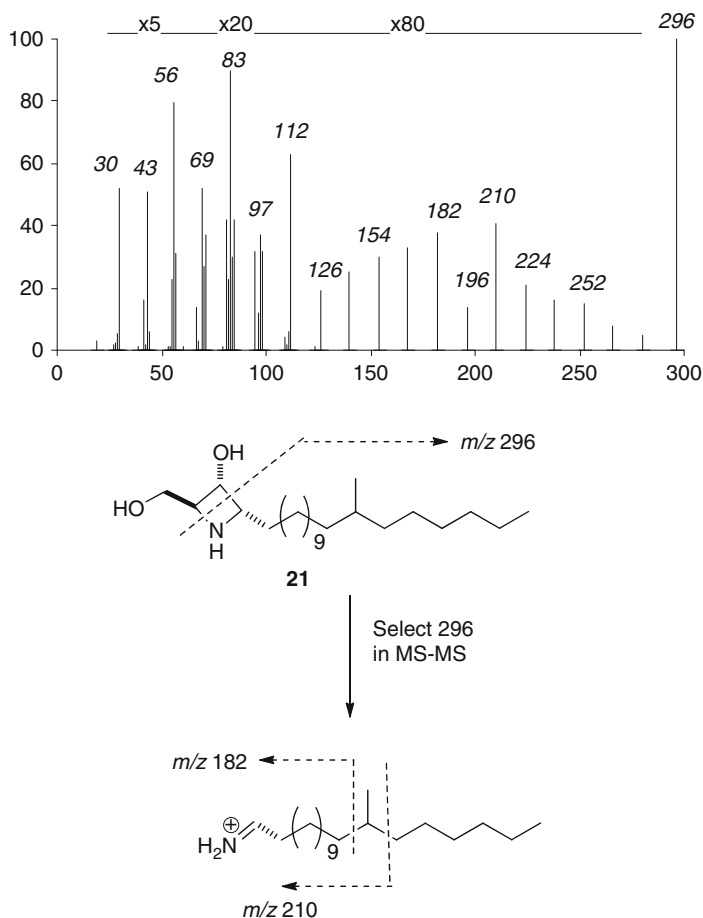 x5 x20 x80 296
100
83
56
80
112
69
60
30 43
210
97 182
40
154
224
196
126 252
20
0
0 50 100 150 200 250 300
OH
m/z 296
HO
N
H
9
21
Select 296
in MS-MS
m/z 182
⊕
H₂N
9
m/z 210